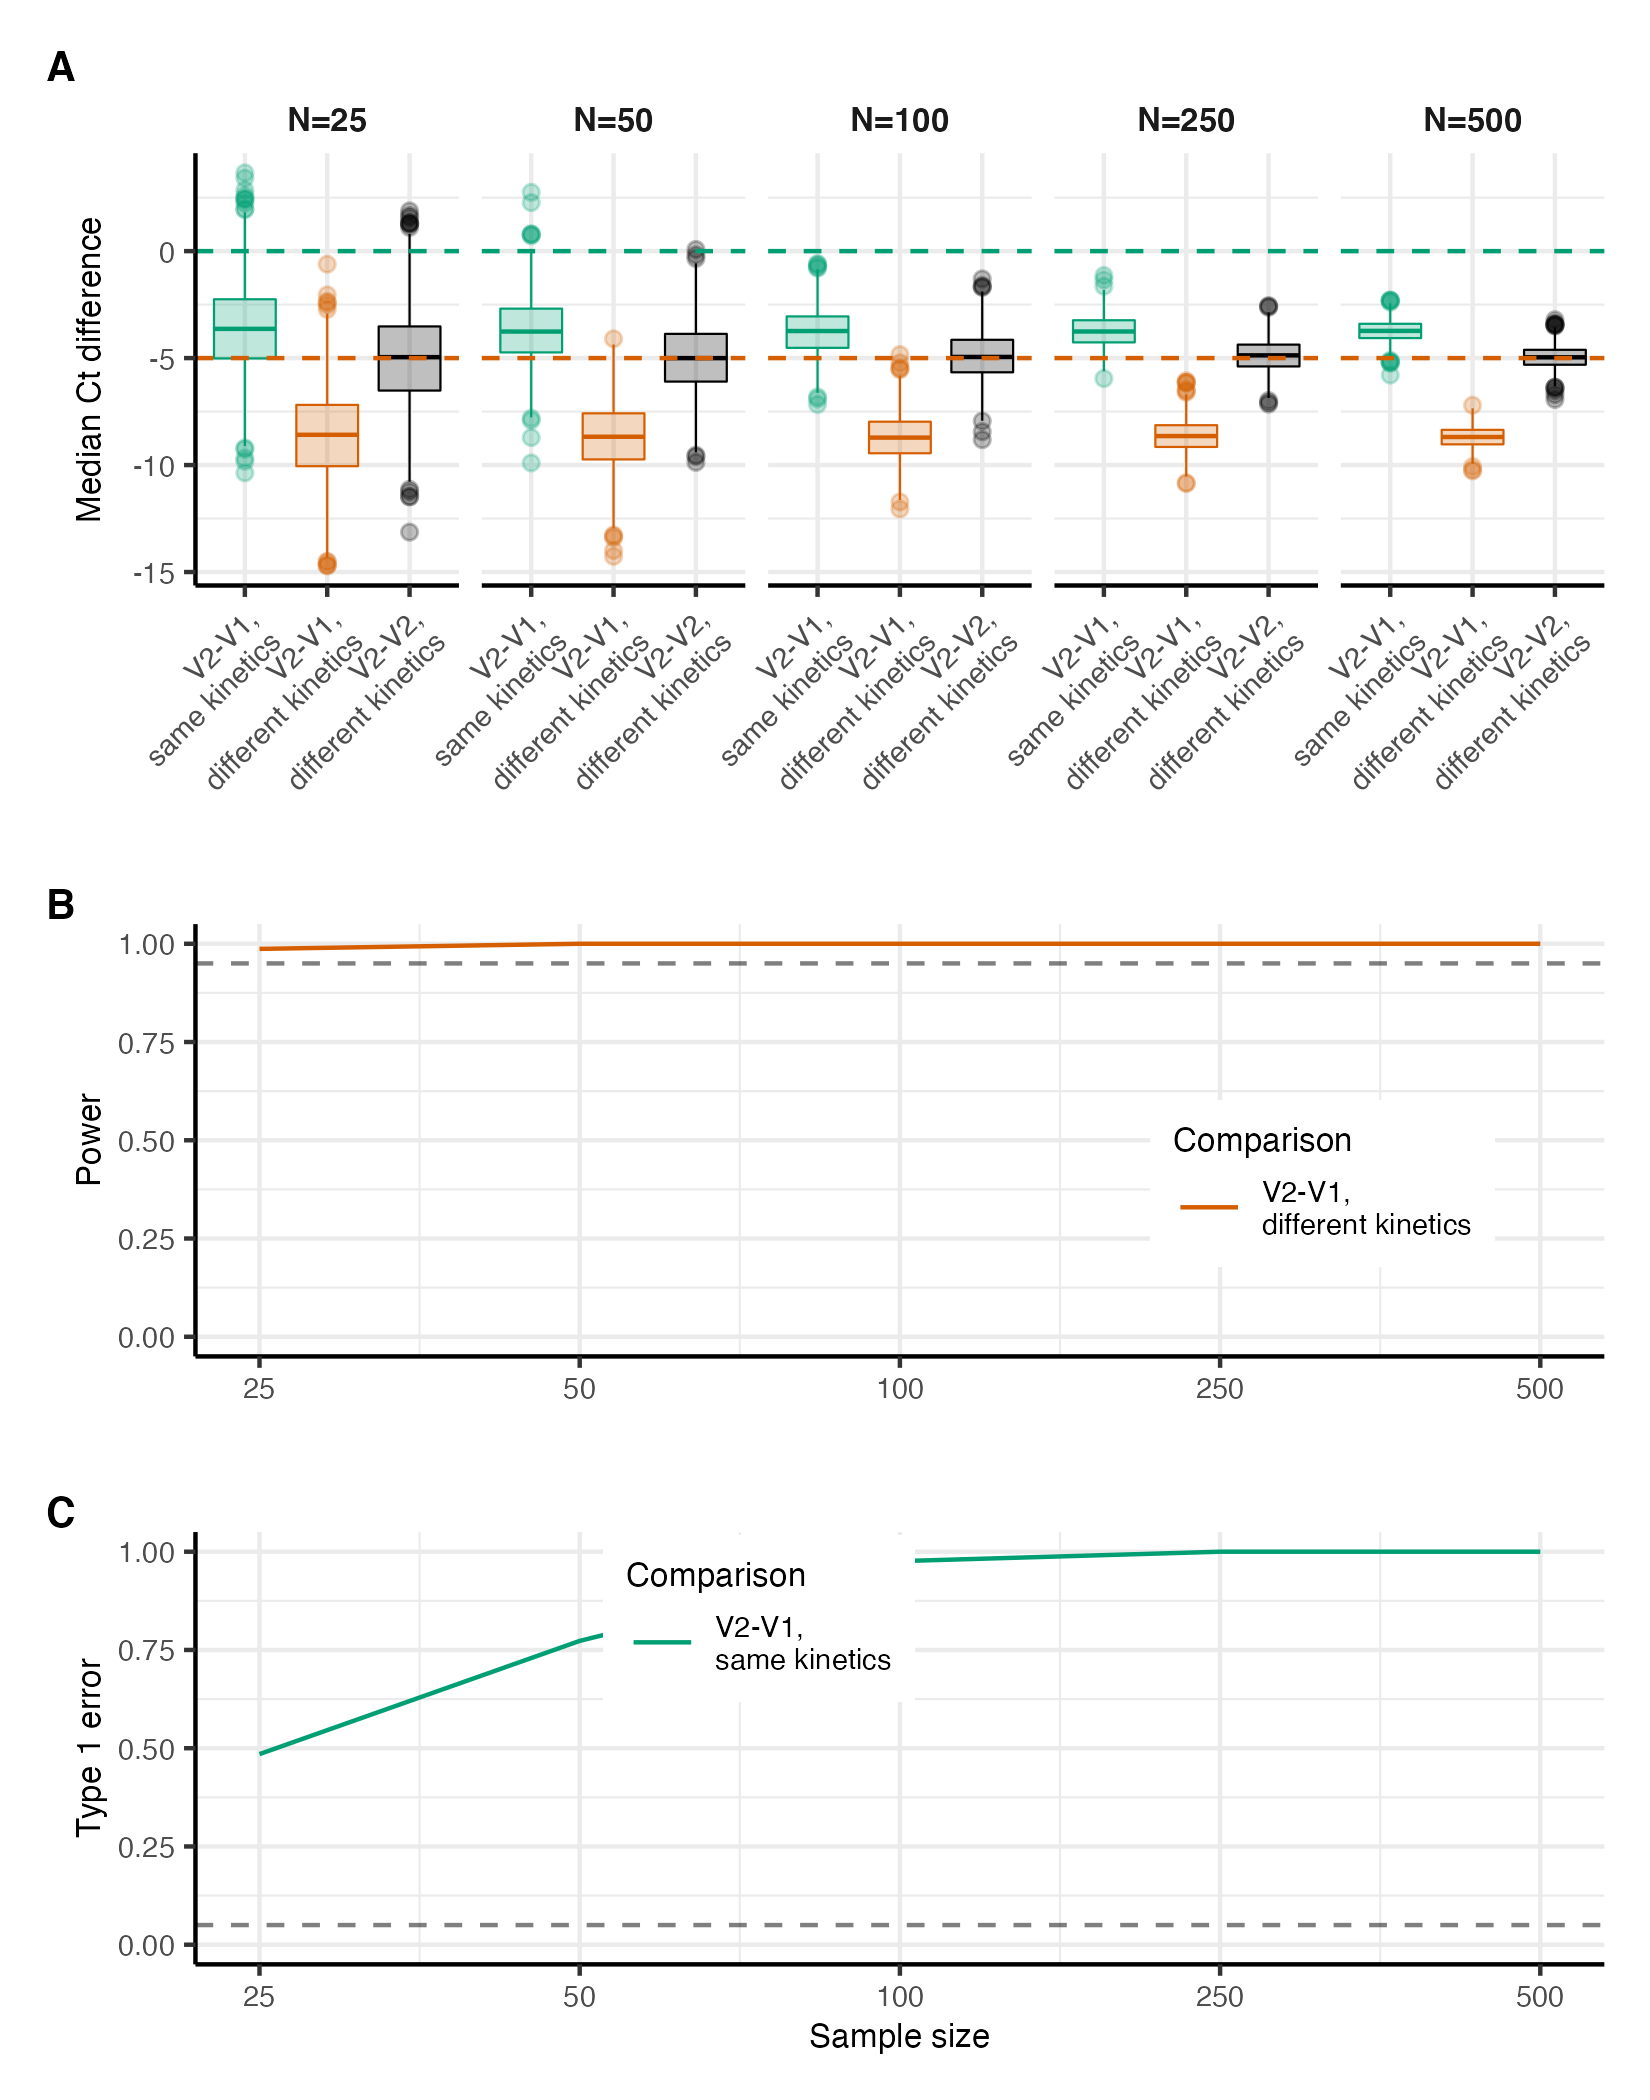 A
N=25 N=50 N=100 N=250 N=500
Median Ct difference
0
-5
-10
-15
V2-V1,
same kinetics
V2-V1,
different kinetics
V2-V2,
different kinetics
V2-V1,
same kinetics
V2-V1,
different kinetics
V2-V2,
different kinetics
V2-V1,
same kinetics
V2-V1,
different kinetics
V2-V2,
different kinetics
V2-V1,
same kinetics
V2-V1,
different kinetics
V2-V2,
different kinetics
V2-V1,
same kinetics
V2-V1,
different kinetics
V2-V2,
different kinetics
B
Power
1.00
0.75
0.50
0.25
0.00
Comparison
V2-V1,
different kinetics
25 50 100 250 500
C
Type 1 error
1.00
0.75
0.50
0.25
0.00
Comparison
V2-V1,
same kinetics
25 50 100 250 500
Sample size